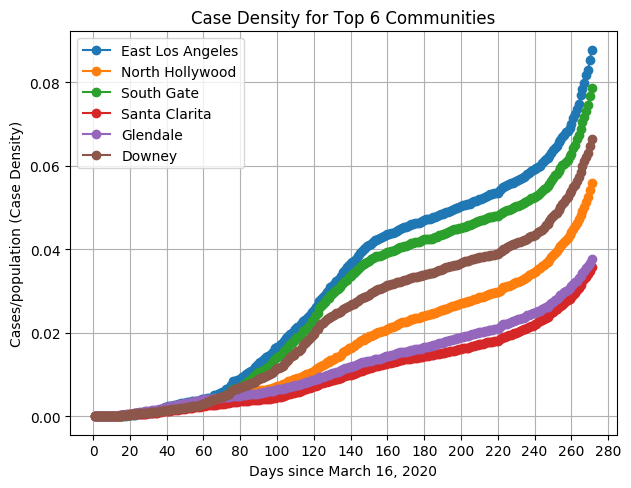 Case Density for Top 6 Communities
East Los Angeles
North Hollywood
South Gate
Santa Clarita
Glendale
Downey
Cases/population (Case Density)
0.08
0.06
0.04
0.02
0.00
0 20 40 60 80 100 120 140 160 180 200 220 240 260 280
Days since March 16, 2020